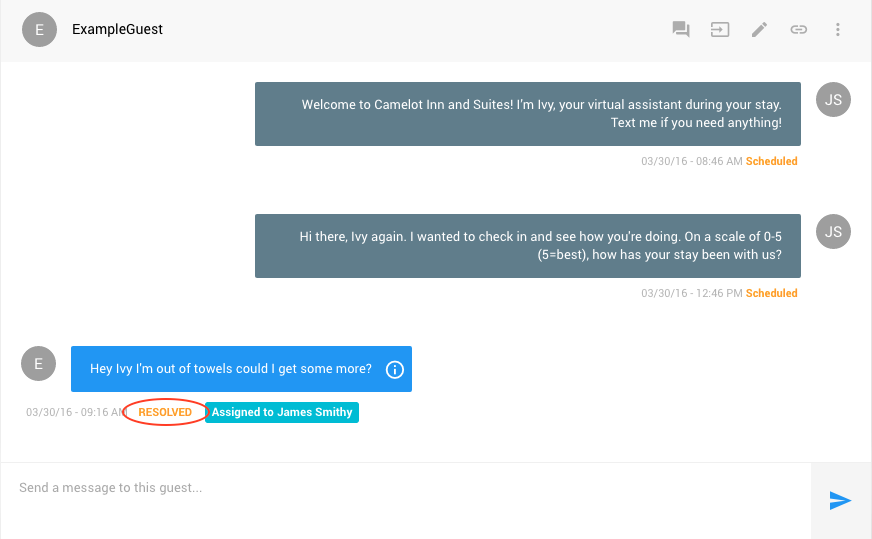 E
ExampleGuest
Welcome to Camelot Inn and Suites! I'm Ivy, your virtual assistant during your stay.
Text me if you need anything!
JS
03/30/16 - 08:46 AM Scheduled
Hi there, Ivy again. I wanted to check in and see how you're doing. On a scale of 0-5
(5=best), how has your stay been with us?
JS
03/30/16 - 12:46 PM Scheduled
E
Hey Ivy I'm out of towels could I get some more?
03/30/16 - 09:16 AM RESOLVED Assigned to James Smithy
Send a message to this guest...